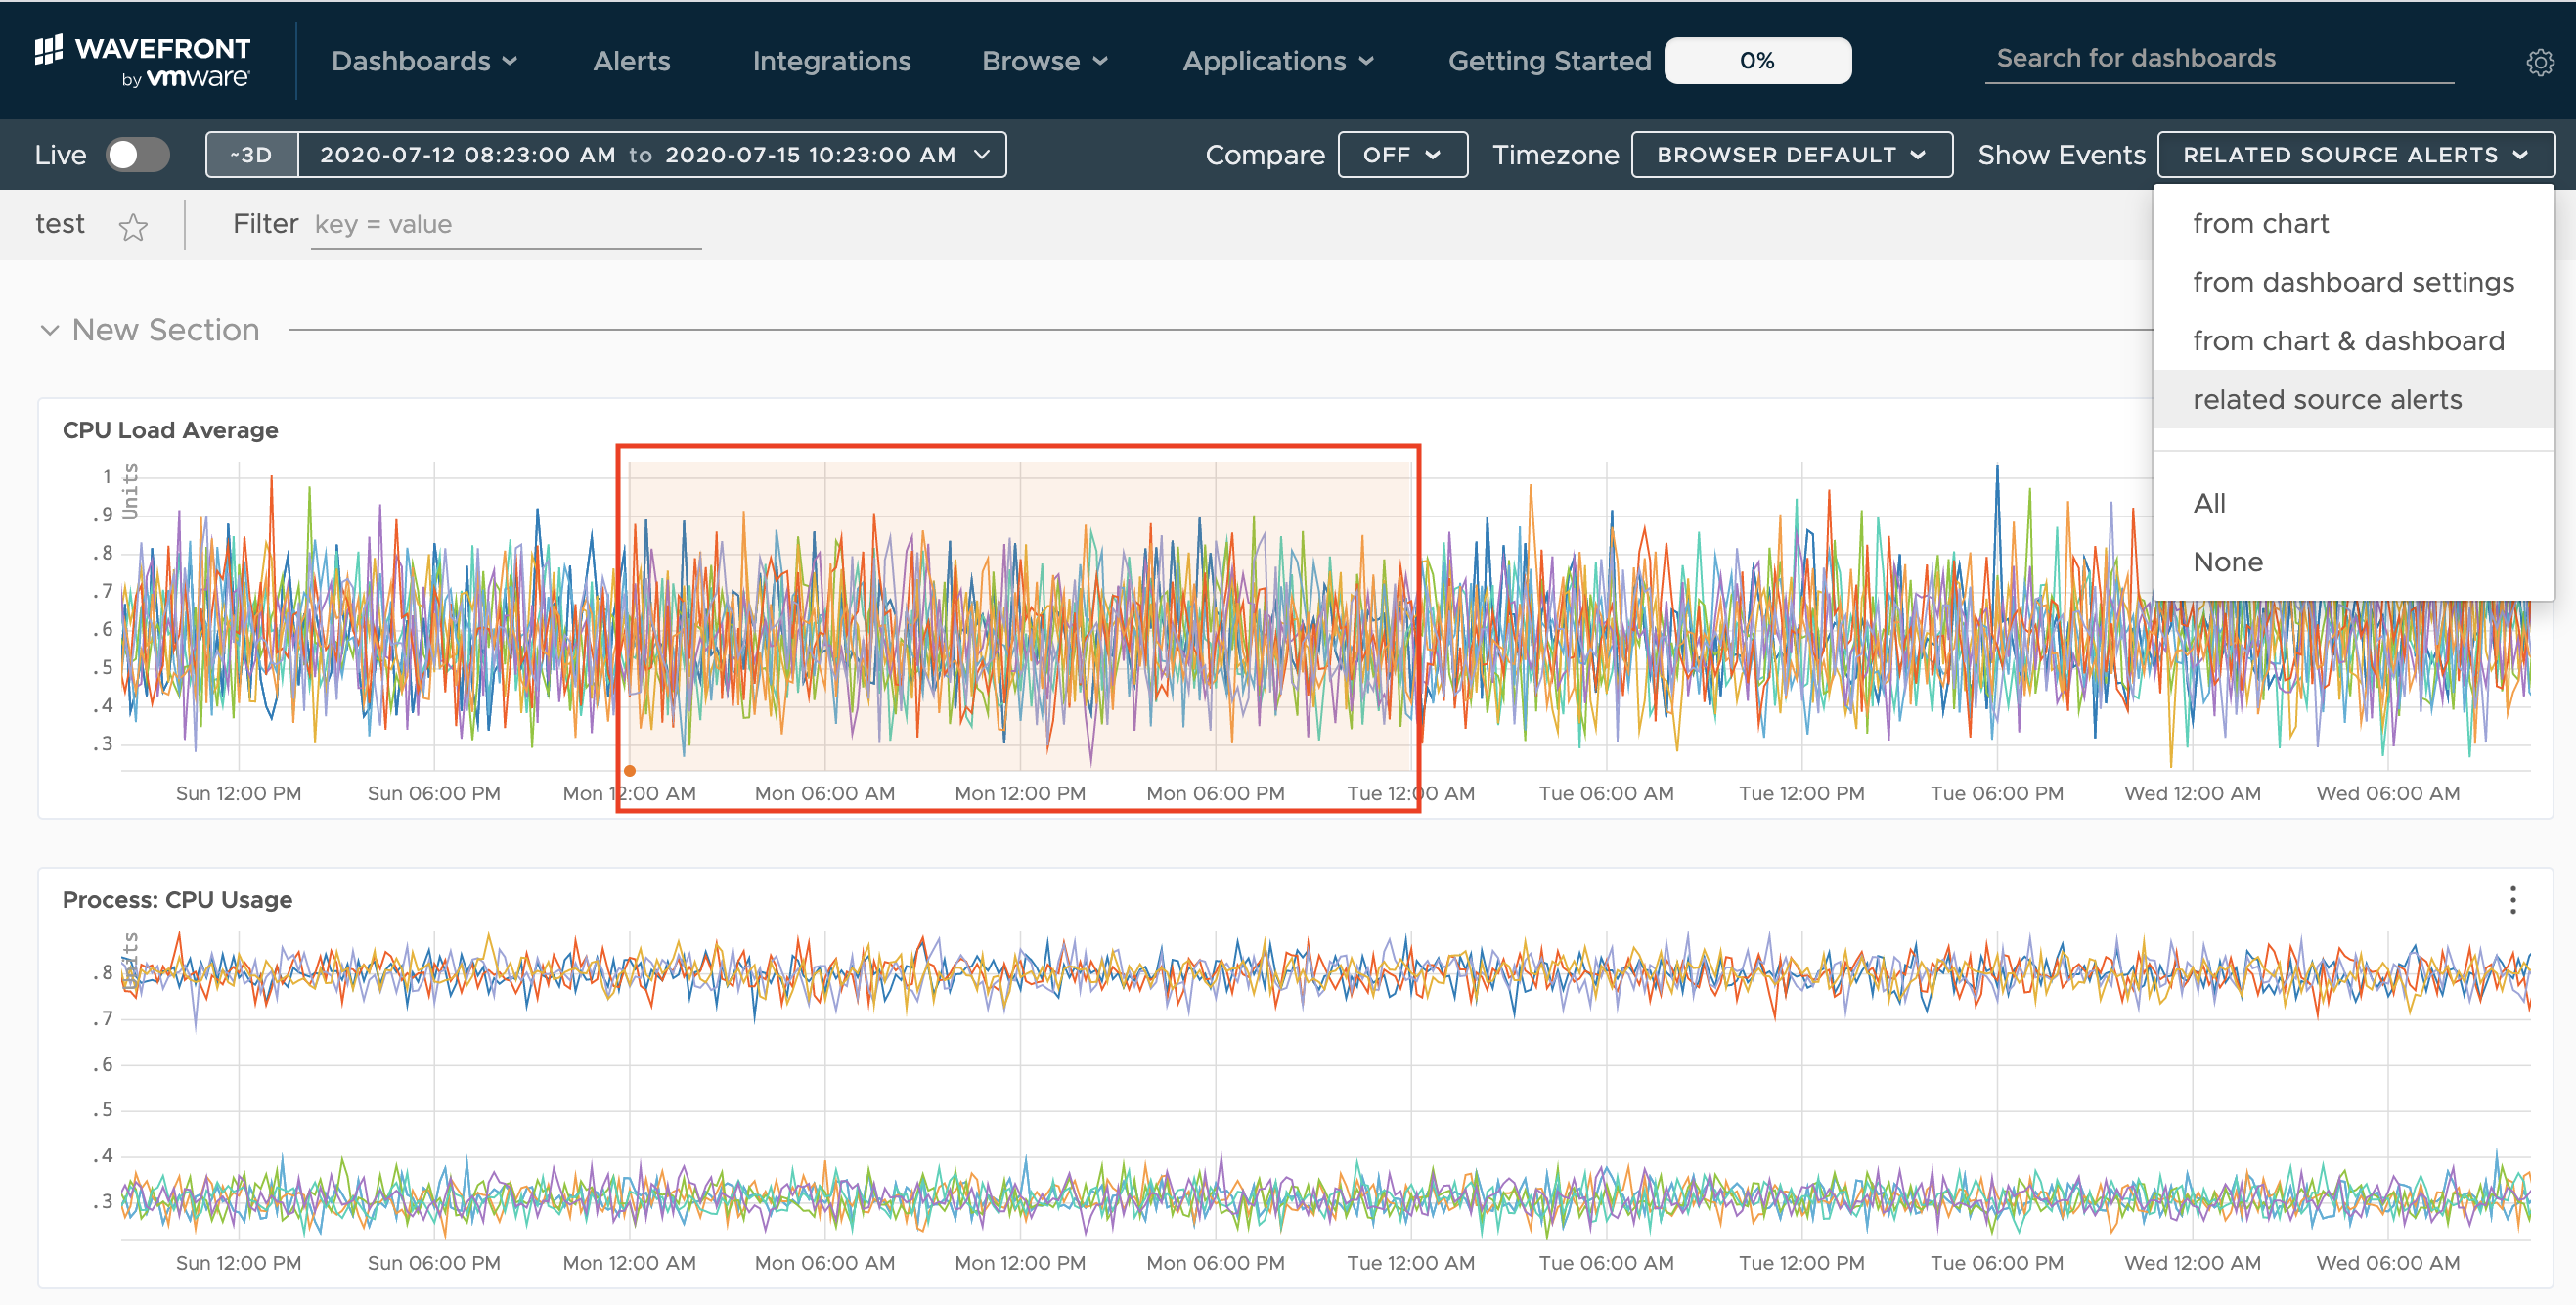 WAVEFRONT
by vmware
Dashboards Alerts Integrations Browse Applications Getting Started 0% Search for dashboards
Live ~3D 2020-07-12 08:23:00 AM to 2020-07-15 10:23:00 AM Compare OFF Timezone BROWSER DEFAULT Show Events RELATED SOURCE ALERTS
test Filter key = value
from chart
from dashboard settings
from chart & dashboard
related source alerts
All
None
New Section
CPU Load Average
Units
1
.9
.8
.7
.6
.5
.4
.3
Sun 12:00 PM Sun 06:00 PM Mon 12:00 AM Mon 06:00 AM Mon 12:00 PM Mon 06:00 PM Tue 12:00 AM Tue 06:00 AM Tue 12:00 PM Tue 06:00 PM Wed 12:00 AM Wed 06:00 AM
Process: CPU Usage
Units
.8
.7
.6
.5
.4
.3
Sun 12:00 PM Sun 06:00 PM Mon 12:00 AM Mon 06:00 AM Mon 12:00 PM Mon 06:00 PM Tue 12:00 AM Tue 06:00 AM Tue 12:00 PM Tue 06:00 PM Wed 12:00 AM Wed 06:00 AM